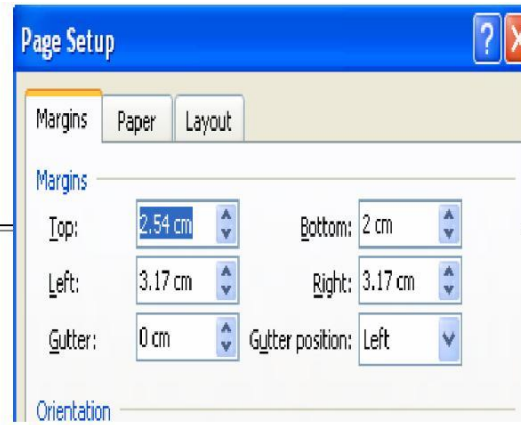 Page Setup ?
Margins Paper Layout
Margins
Top: 2.54 cm Bottom: 2 cm
Left: 3.17 cm Right: 3.17 cm
Gutter: 0 cm Gutter position: Left
Orientation